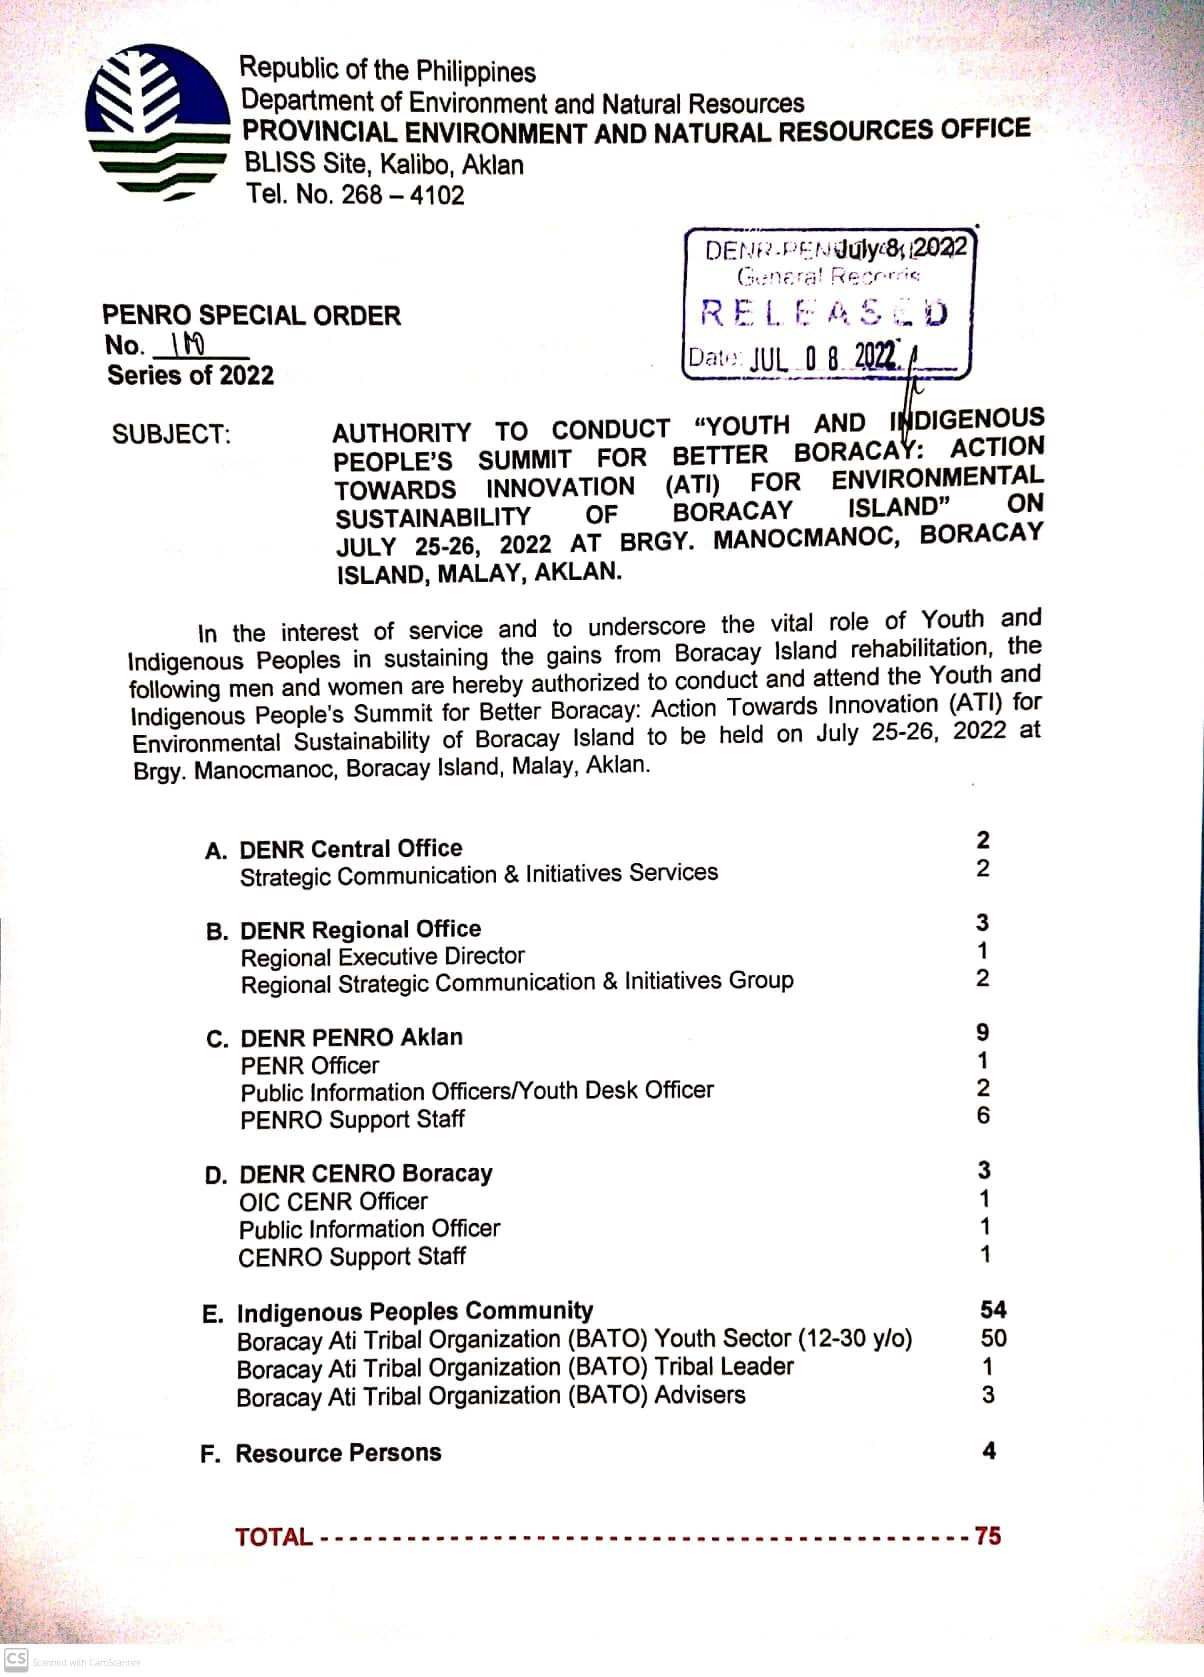 Republic of the Philippines
Department of Environment and Natural Resources
PROVINCIAL ENVIRONMENT AND NATURAL RESOURCES OFFICE
BLISS Site, Kalibo, Aklan
Tel. No. 268 – 4102
July 8, 2022
General Records
RELEASED
Date: JUL 08 2022
PENRO SPECIAL ORDER
No.
Series of 2022
SUBJECT:
AUTHORITY TO CONDUCT “YOUTH AND INDIGENOUS
PEOPLE'S SUMMIT FOR BETTER BORACAY: ACTION
TOWARDS INNOVATION (ATI) FOR ENVIRONMENTAL
SUSTAINABILITY OF BORACAY ISLAND” ON
JULY 25-26, 2022 AT BRGY. MANOCMANOC, BORACAY
ISLAND, MALAY, AKLAN.
In the interest of service and to underscore the vital role of Youth and
Indigenous Peoples in sustaining the gains from Boracay Island rehabilitation, the
following men and women are hereby authorized to conduct and attend the Youth and
Indigenous People's Summit for Better Boracay: Action Towards Innovation (ATI) for
Environmental Sustainability of Boracay Island to be held on July 25-26, 2022 at
Brgy. Manocmanoc, Boracay Island, Malay, Aklan.
A. DENR Central Office 2
Strategic Communication & Initiatives Services 2
B. DENR Regional Office 3
Regional Executive Director 1
Regional Strategic Communication & Initiatives Group 2
C. DENR PENRO Aklan 9
PENR Officer 1
Public Information Officers/Youth Desk Officer 2
PENRO Support Staff 6
D. DENR CENRO Boracay 3
OIC CENR Officer 1
Public Information Officer 1
CENRO Support Staff 1
E. Indigenous Peoples Community 54
Boracay Ati Tribal Organization (BATO) Youth Sector (12-30 y/o) 50
Boracay Ati Tribal Organization (BATO) Tribal Leader 1
Boracay Ati Tribal Organization (BATO) Advisers 3
F. Resource Persons 4
TOTAL - - - - - - - - - - - - - - - - - - - - - - - - - - - - - - - - - - - - - - - - 75
CS Scanned with CamScanner